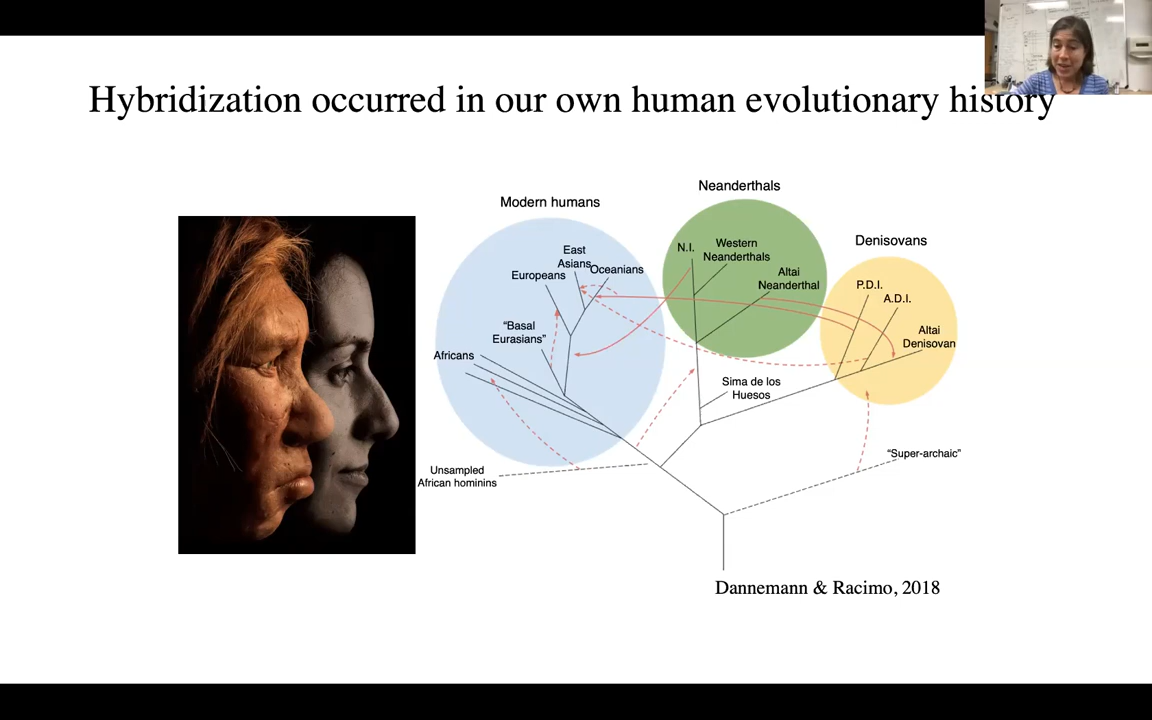 Hybridization occurred in our own human evolutionary history
Modern humans
Neanderthals
Denisovans
East
Asians
Europeans
Oceanians
"Basal
Eurasians"
Africans
N.I.
Western
Neanderthals
Altai
Neanderthal
P.D.I.
A.D.I.
Altai
Denisovan
Sima de los
Huesos
Unsampled
African hominins
"Super-archaic"
Dannemann & Racimo, 2018